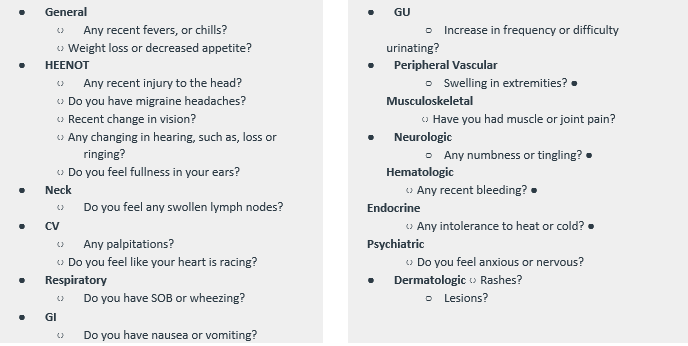 ● General
○ Any recent fevers, or chills?
○ Weight loss or decreased appetite?
● HEENOT
○ Any recent injury to the head?
○ Do you have migraine headaches?
○ Recent change in vision?
○ Any changing in hearing, such as, loss or
ringing?
○ Do you feel fullness in your ears?
● Neck
○ Do you feel any swollen lymph nodes?
● CV
○ Any palpitations?
○ Do you feel like your heart is racing?
● Respiratory
○ Do you have SOB or wheezing?
● GI
○ Do you have nausea or vomiting?
● GU
○ Increase in frequency or difficulty
urinating?
● Peripheral Vascular
○ Swelling in extremities? ●
Musculoskeletal
○ Have you had muscle or joint pain?
● Neurologic
○ Any numbness or tingling? ●
Hematologic
○ Any recent bleeding? ●
Endocrine
○ Any intolerance to heat or cold? ●
Psychiatric
○ Do you feel anxious or nervous?
● Dermatologic ○ Rashes?
○ Lesions?